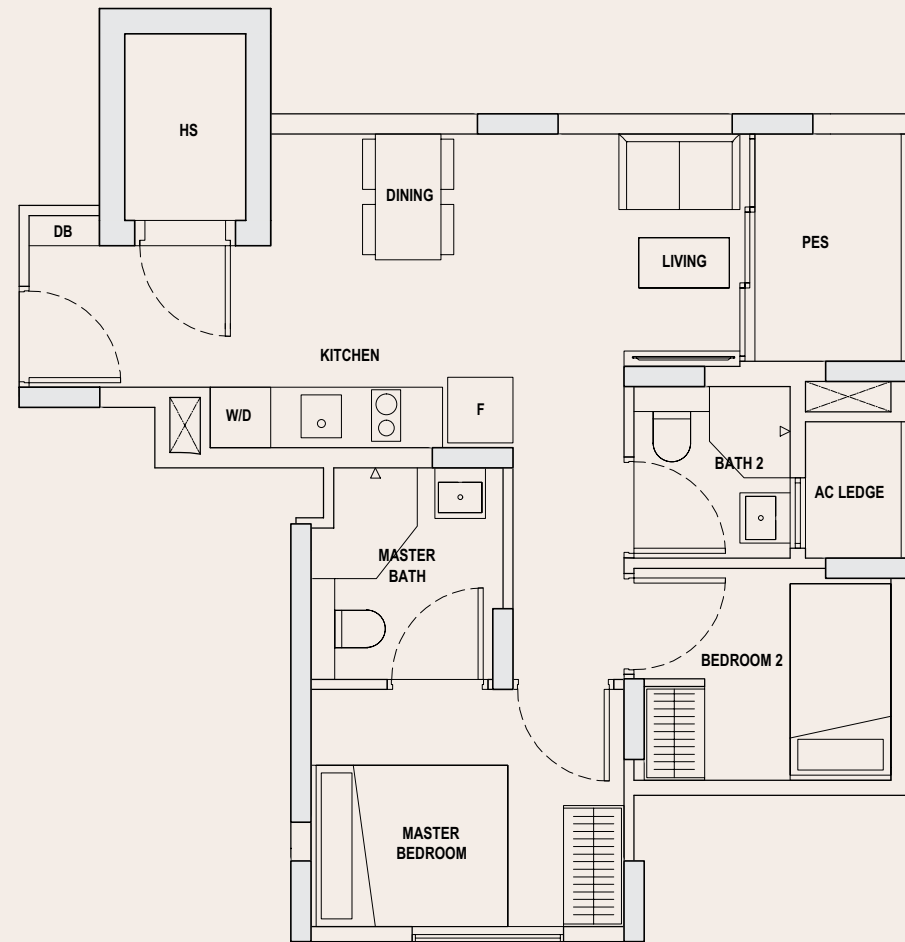 HS
DINING
DB
PES
LIVING
KITCHEN
W/D
F
BATH 2
AC LEDGE
MASTER
BATH
BEDROOM 2
MASTER
BEDROOM